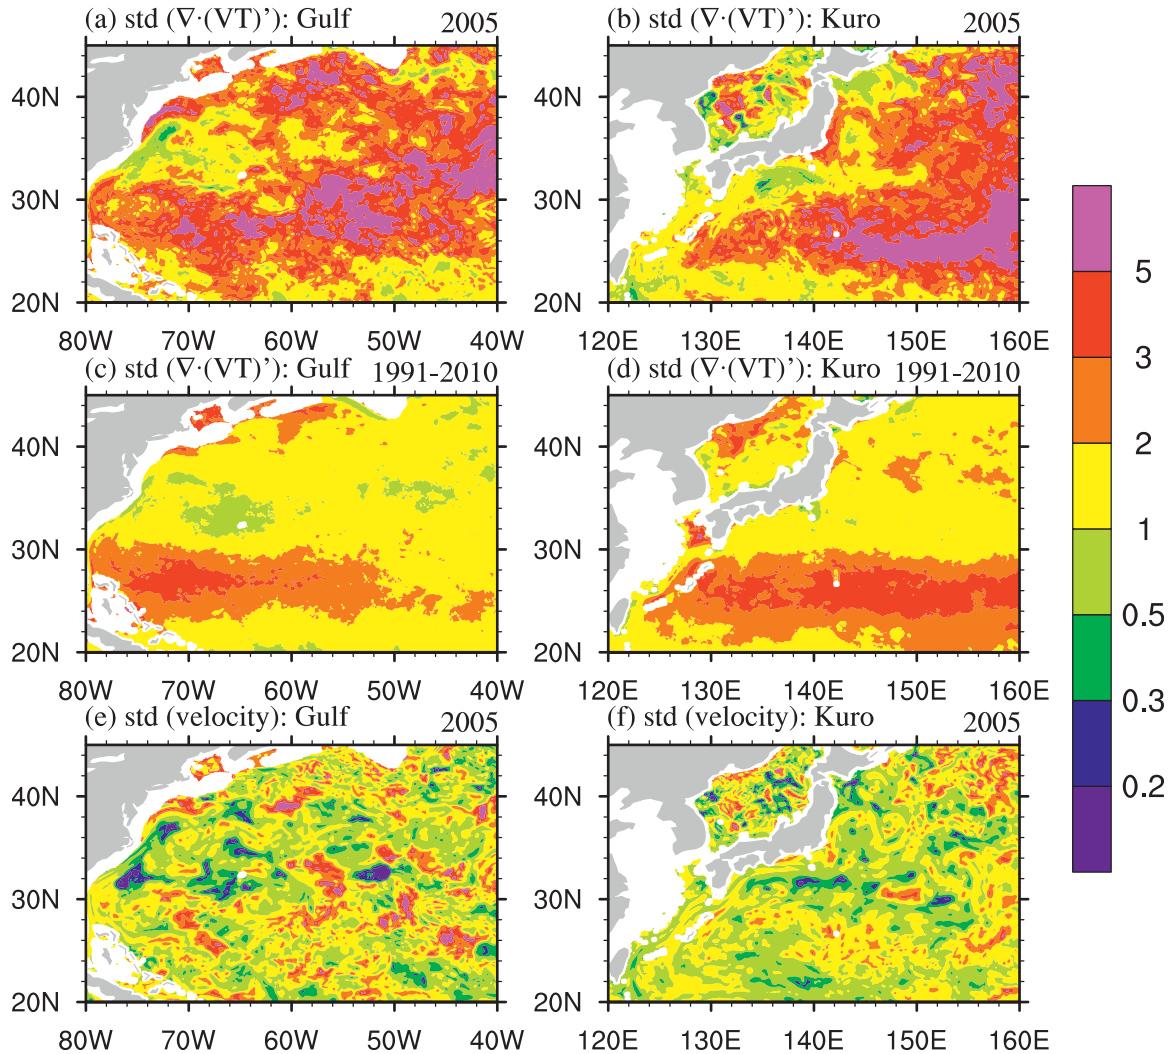 (a) std (∇·(VT)’): Gulf 2005
(b) std (∇·(VT)’): Kuro 2005
40N
30N
20N
80W 70W 60W 50W 40W
40N
30N
20N
120E 130E 140E 150E 160E
(c) std (∇·(VT)’): Gulf 1991-2010
(d) std (∇·(VT)’): Kuro 1991-2010
40N
30N
20N
80W 70W 60W 50W 40W
40N
30N
20N
120E 130E 140E 150E 160E
(e) std (velocity): Gulf 2005
(f) std (velocity): Kuro 2005
40N
30N
20N
80W 70W 60W 50W 40W
40N
30N
20N
120E 130E 140E 150E 160E
5
3
2
1
0.5
0.3
0.2